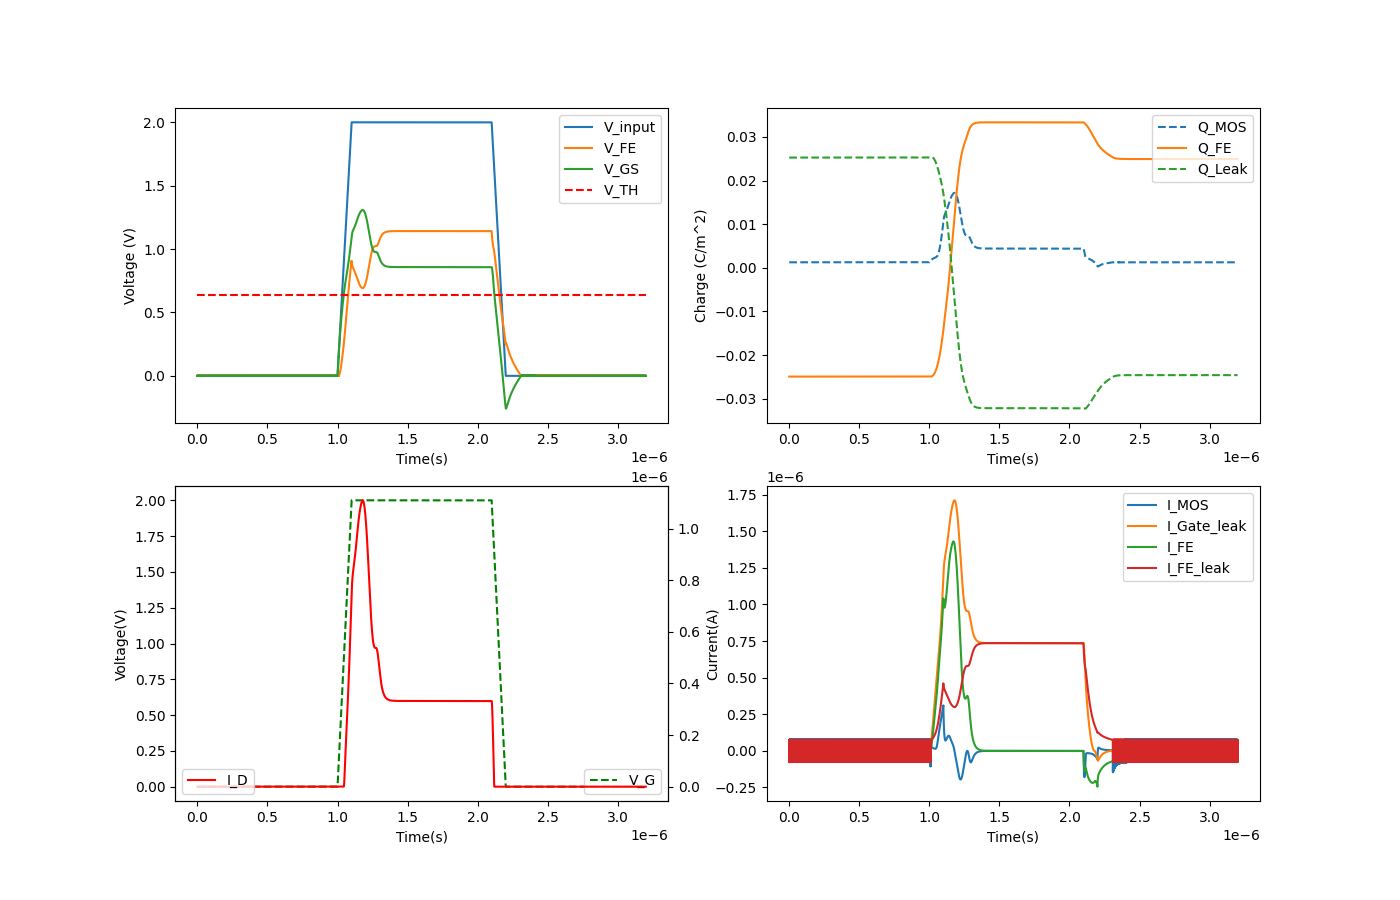 V_input
V_FE
V_GS
V_TH
2.0
1.5
1.0
0.5
0.0
Voltage (V)
0.0 0.5 1.0 1.5 2.0 2.5 3.0
Time(s)
1e−6
Q_MOS
Q_FE
Q_Leak
0.03
0.02
0.01
0.00
−0.01
−0.02
−0.03
Charge (C/m^2)
0.0 0.5 1.0 1.5 2.0 2.5 3.0
Time(s)
1e−6
1e−6
2.00
1.75
1.50
1.25
1.00
0.75
0.50
0.25
0.00
Voltage(V)
1.0
0.8
0.6
0.4
0.2
0.0
Current(A)
I_D
V_G
0.0 0.5 1.0 1.5 2.0 2.5 3.0
Time(s)
1e−6
1e−6
I_MOS
I_Gate_leak
I_FE
I_FE_leak
1.75
1.50
1.25
1.00
0.75
0.50
0.25
0.00
−0.25
0.0 0.5 1.0 1.5 2.0 2.5 3.0
Time(s)
1e−6